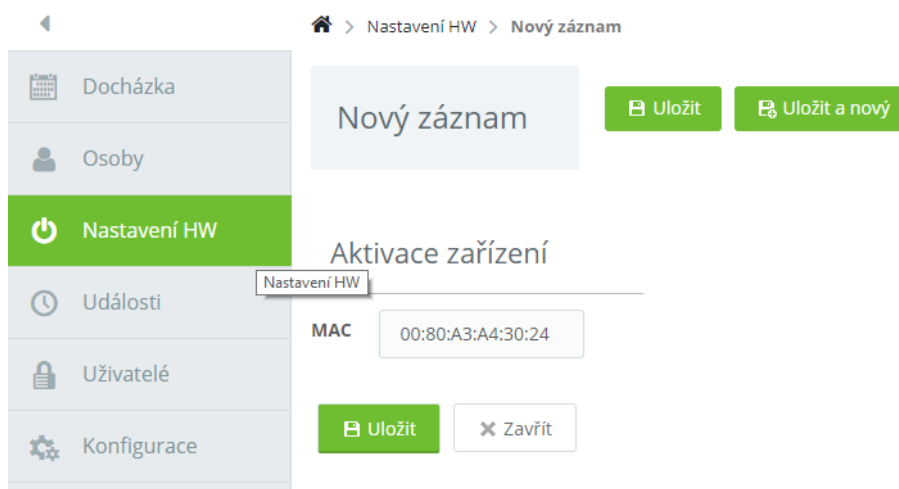 Nastavení HW > Nový záznam
Docházka
Osoby
Nastavení HW
Události
Uživatelé
Konfigurace
Nový záznam
Uložit
Uložit a nový
Aktivace zařízení
Nastavení HW
MAC
00:80:A3:A4:30:24
Uložit
Zavřít